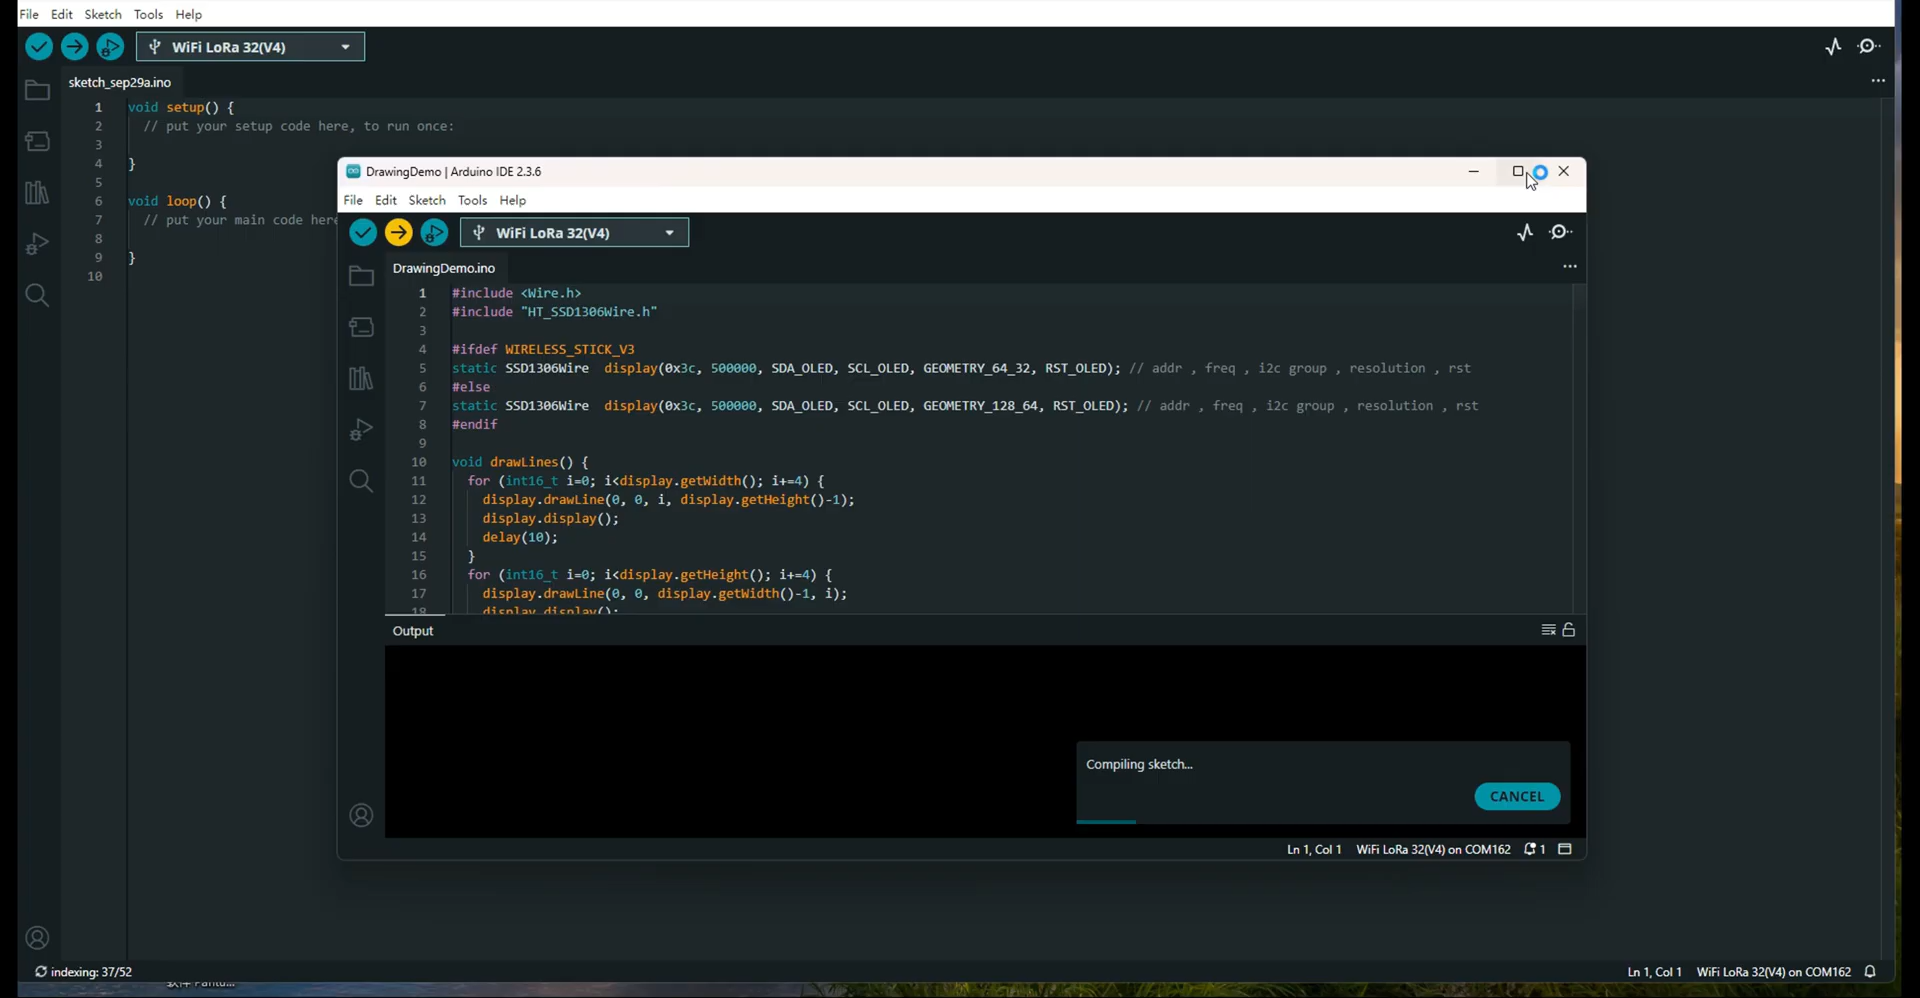 File Edit Sketch Tools Help
WiFi LoRa 32(V4)
sketch_sep29a.ino
1 void setup() {
2 // put your setup code here, to run once:
3
4 }
5
6 void loop() {
7 // put your main code here
8
9 }
10
DrawingDemo | Arduino IDE 2.3.6
File Edit Sketch Tools Help
WiFi LoRa 32(V4)
DrawingDemo.ino
1 #include <Wire.h>
2 #include "HT_SSD1306Wire.h"
3
4 #ifdef WIRELESS_STICK_V3
5 static SSD1306Wire  display(0x3c, 500000, SDA_OLED, SCL_OLED, GEOMETRY_64_32, RST_OLED); // addr , freq , i2c group , resolution , rst
6 #else
7 static SSD1306Wire  display(0x3c, 500000, SDA_OLED, SCL_OLED, GEOMETRY_128_64, RST_OLED); // addr , freq , i2c group , resolution , rst
8 #endif
9
10 void drawLines() {
11 for (int16_t i=0; i<display.getWidth(); i+=4) {
12 display.drawLine(0, 0, i, display.getHeight()-1);
13 display.display();
14 delay(10);
15 }
16 for (int16_t i=0; i<display.getHeight(); i+=4) {
17 display.drawLine(0, 0, display.getWidth()-1, i);
18 display.display();
Output
Compiling sketch...
CANCEL
Ln 1, Col 1 WiFi LoRa 32(V4) on COM162 1
indexing: 37/52
Ln 1, Col 1 WiFi LoRa 32(V4) on COM162